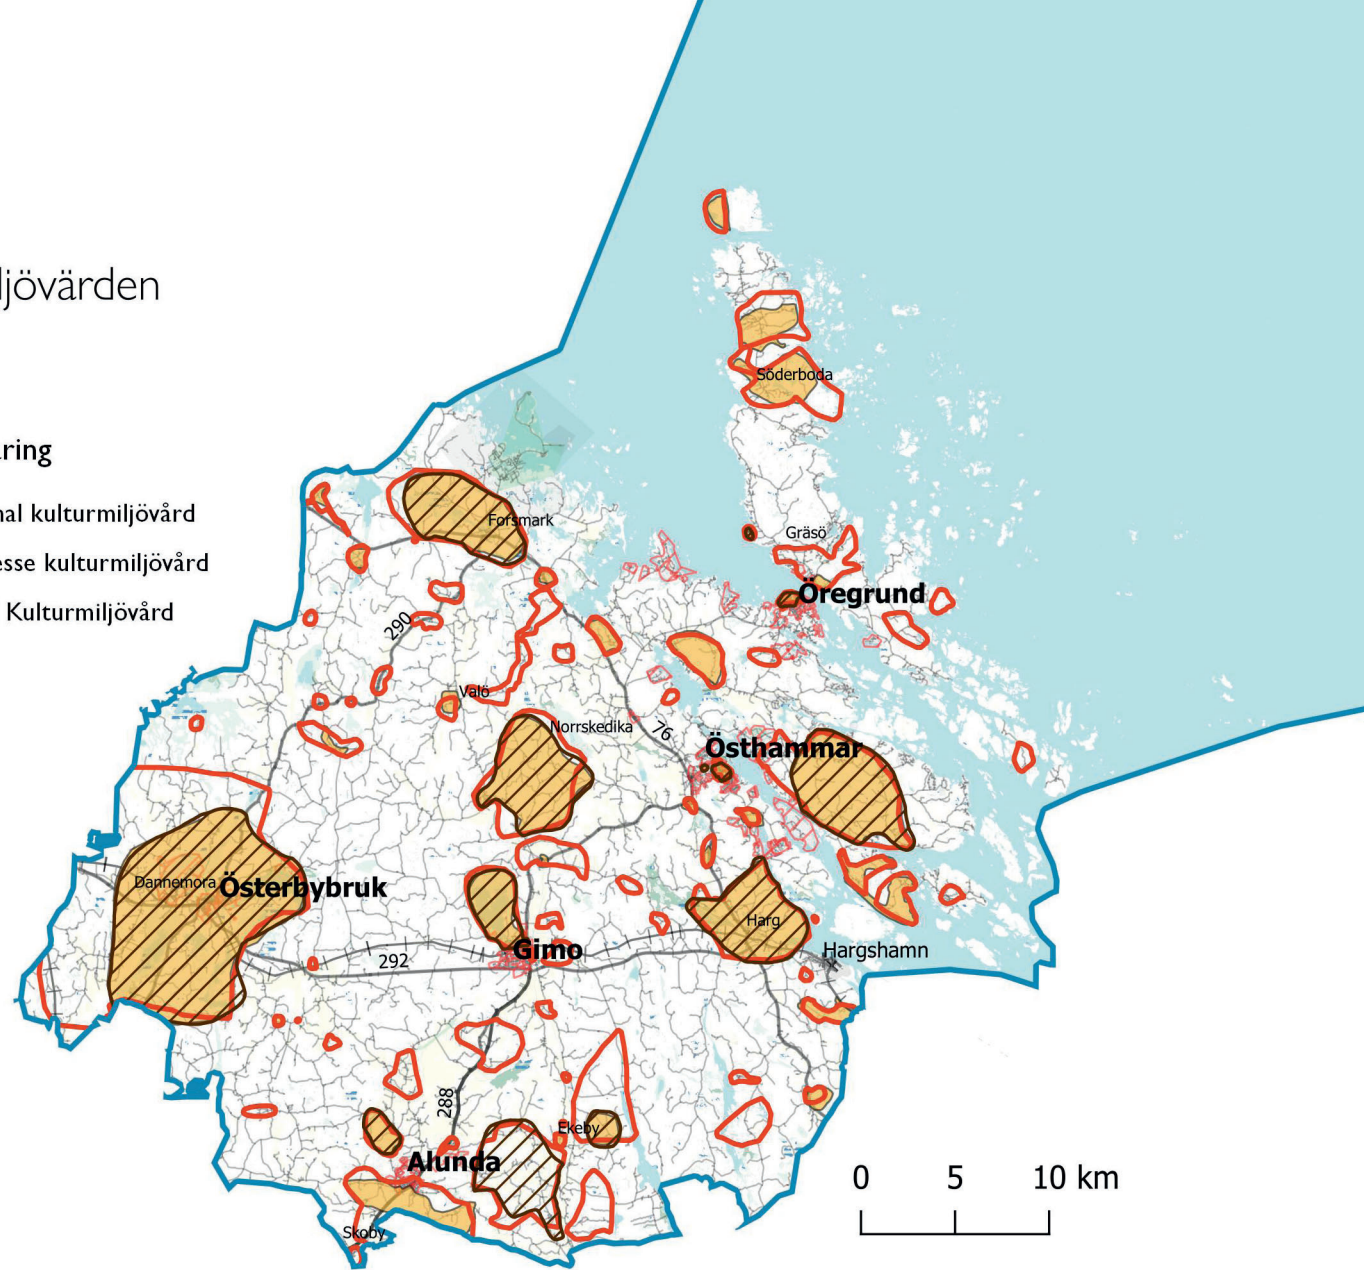 ljövärden
ring
nal kulturmiljövård
esse kulturmiljövård
Kulturmiljövård
Söderboda
Forsmark
Gräsö
Öregrund
290
Valö
Norrskedika
76
Östhammar
Dannemora
Österbybruk
Harg
Gimo
Hargshamn
292
288
Ekeby
Alunda
Skoby
0 5 10 km